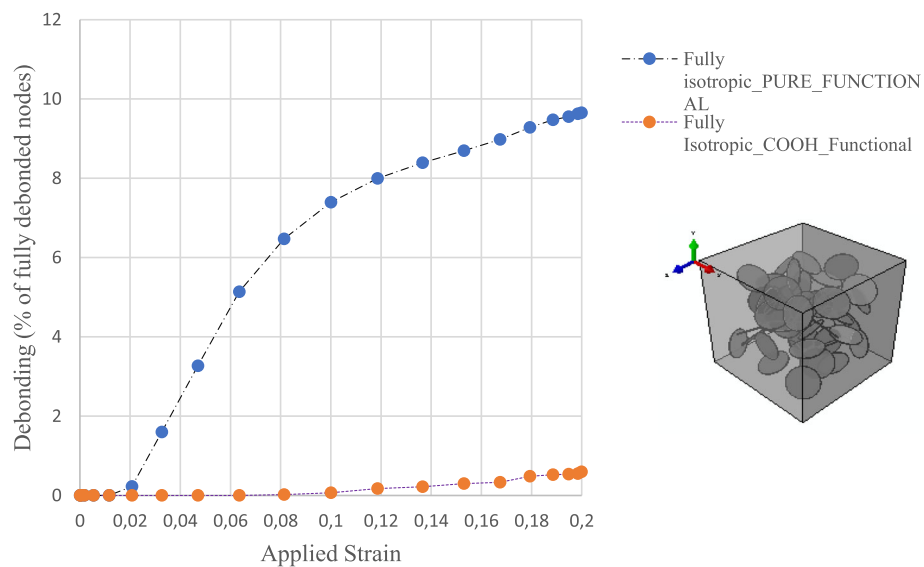 12
10
8
6
4
2
0
Debonding (% of fully debonded nodes)
0 0,02 0,04 0,06 0,08 0,1 0,12 0,14 0,16 0,18 0,2
Applied Strain
Fully
isotropic_PURE_FUNCTION
AL
Fully
Isotropic_COOH_Functional
Y